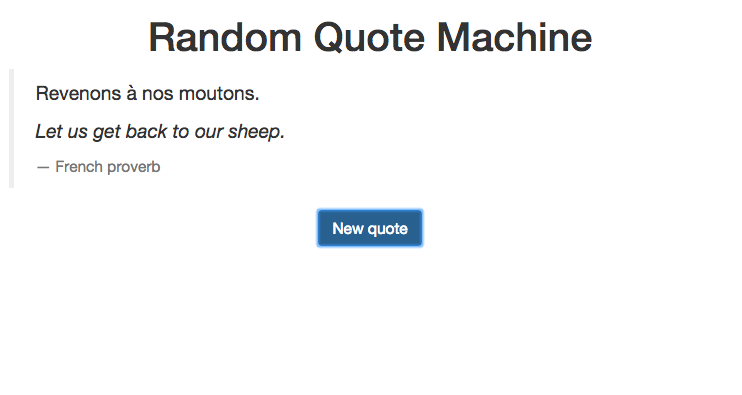 Random Quote Machine
Revenons à nos moutons.
Let us get back to our sheep.
— French proverb
New quote